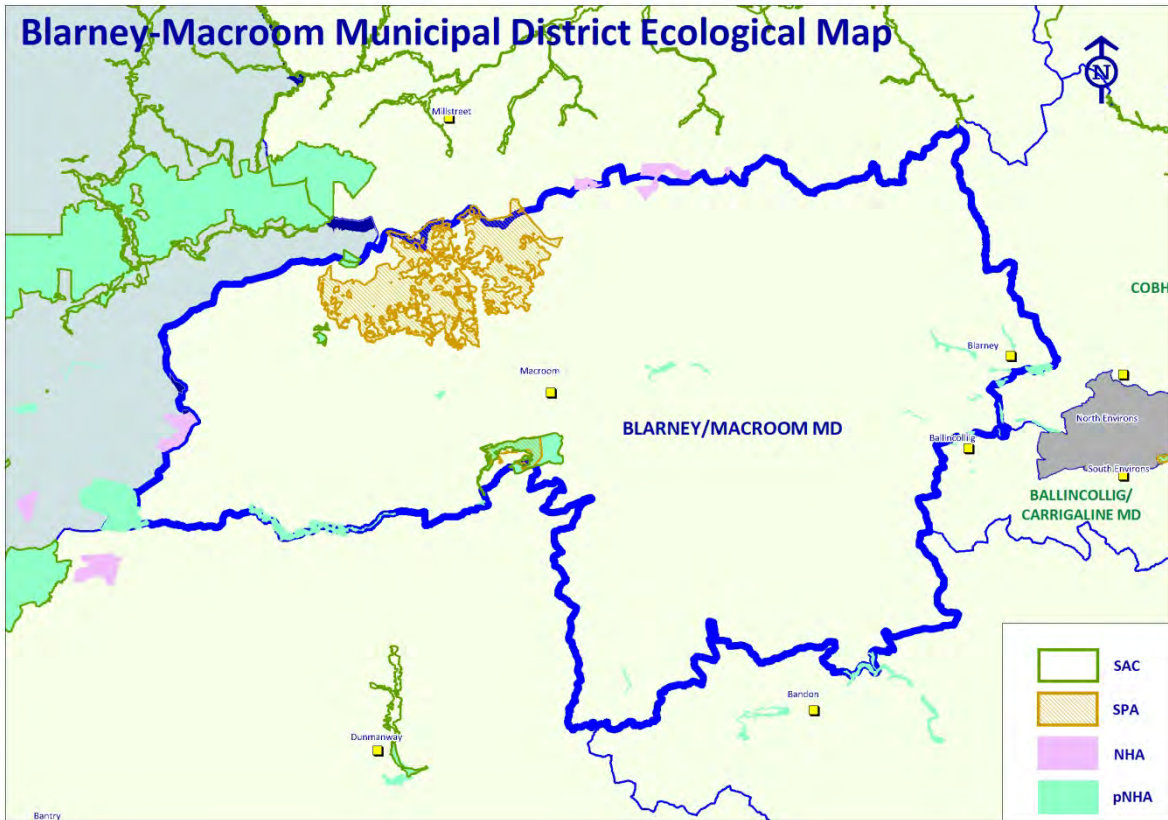 Blarney-Macroom Municipal District Ecological Map
N
Millstreet
COBH
Blarney
Macroom
North Environs
BLARNEY/MACROOM MD
Ballincollig
South Environs
BALLINCOLLIG/
CARRIGALINE MD
SAC
SPA
Bandon
NHA
Dunmanway
pNHA
Bantry